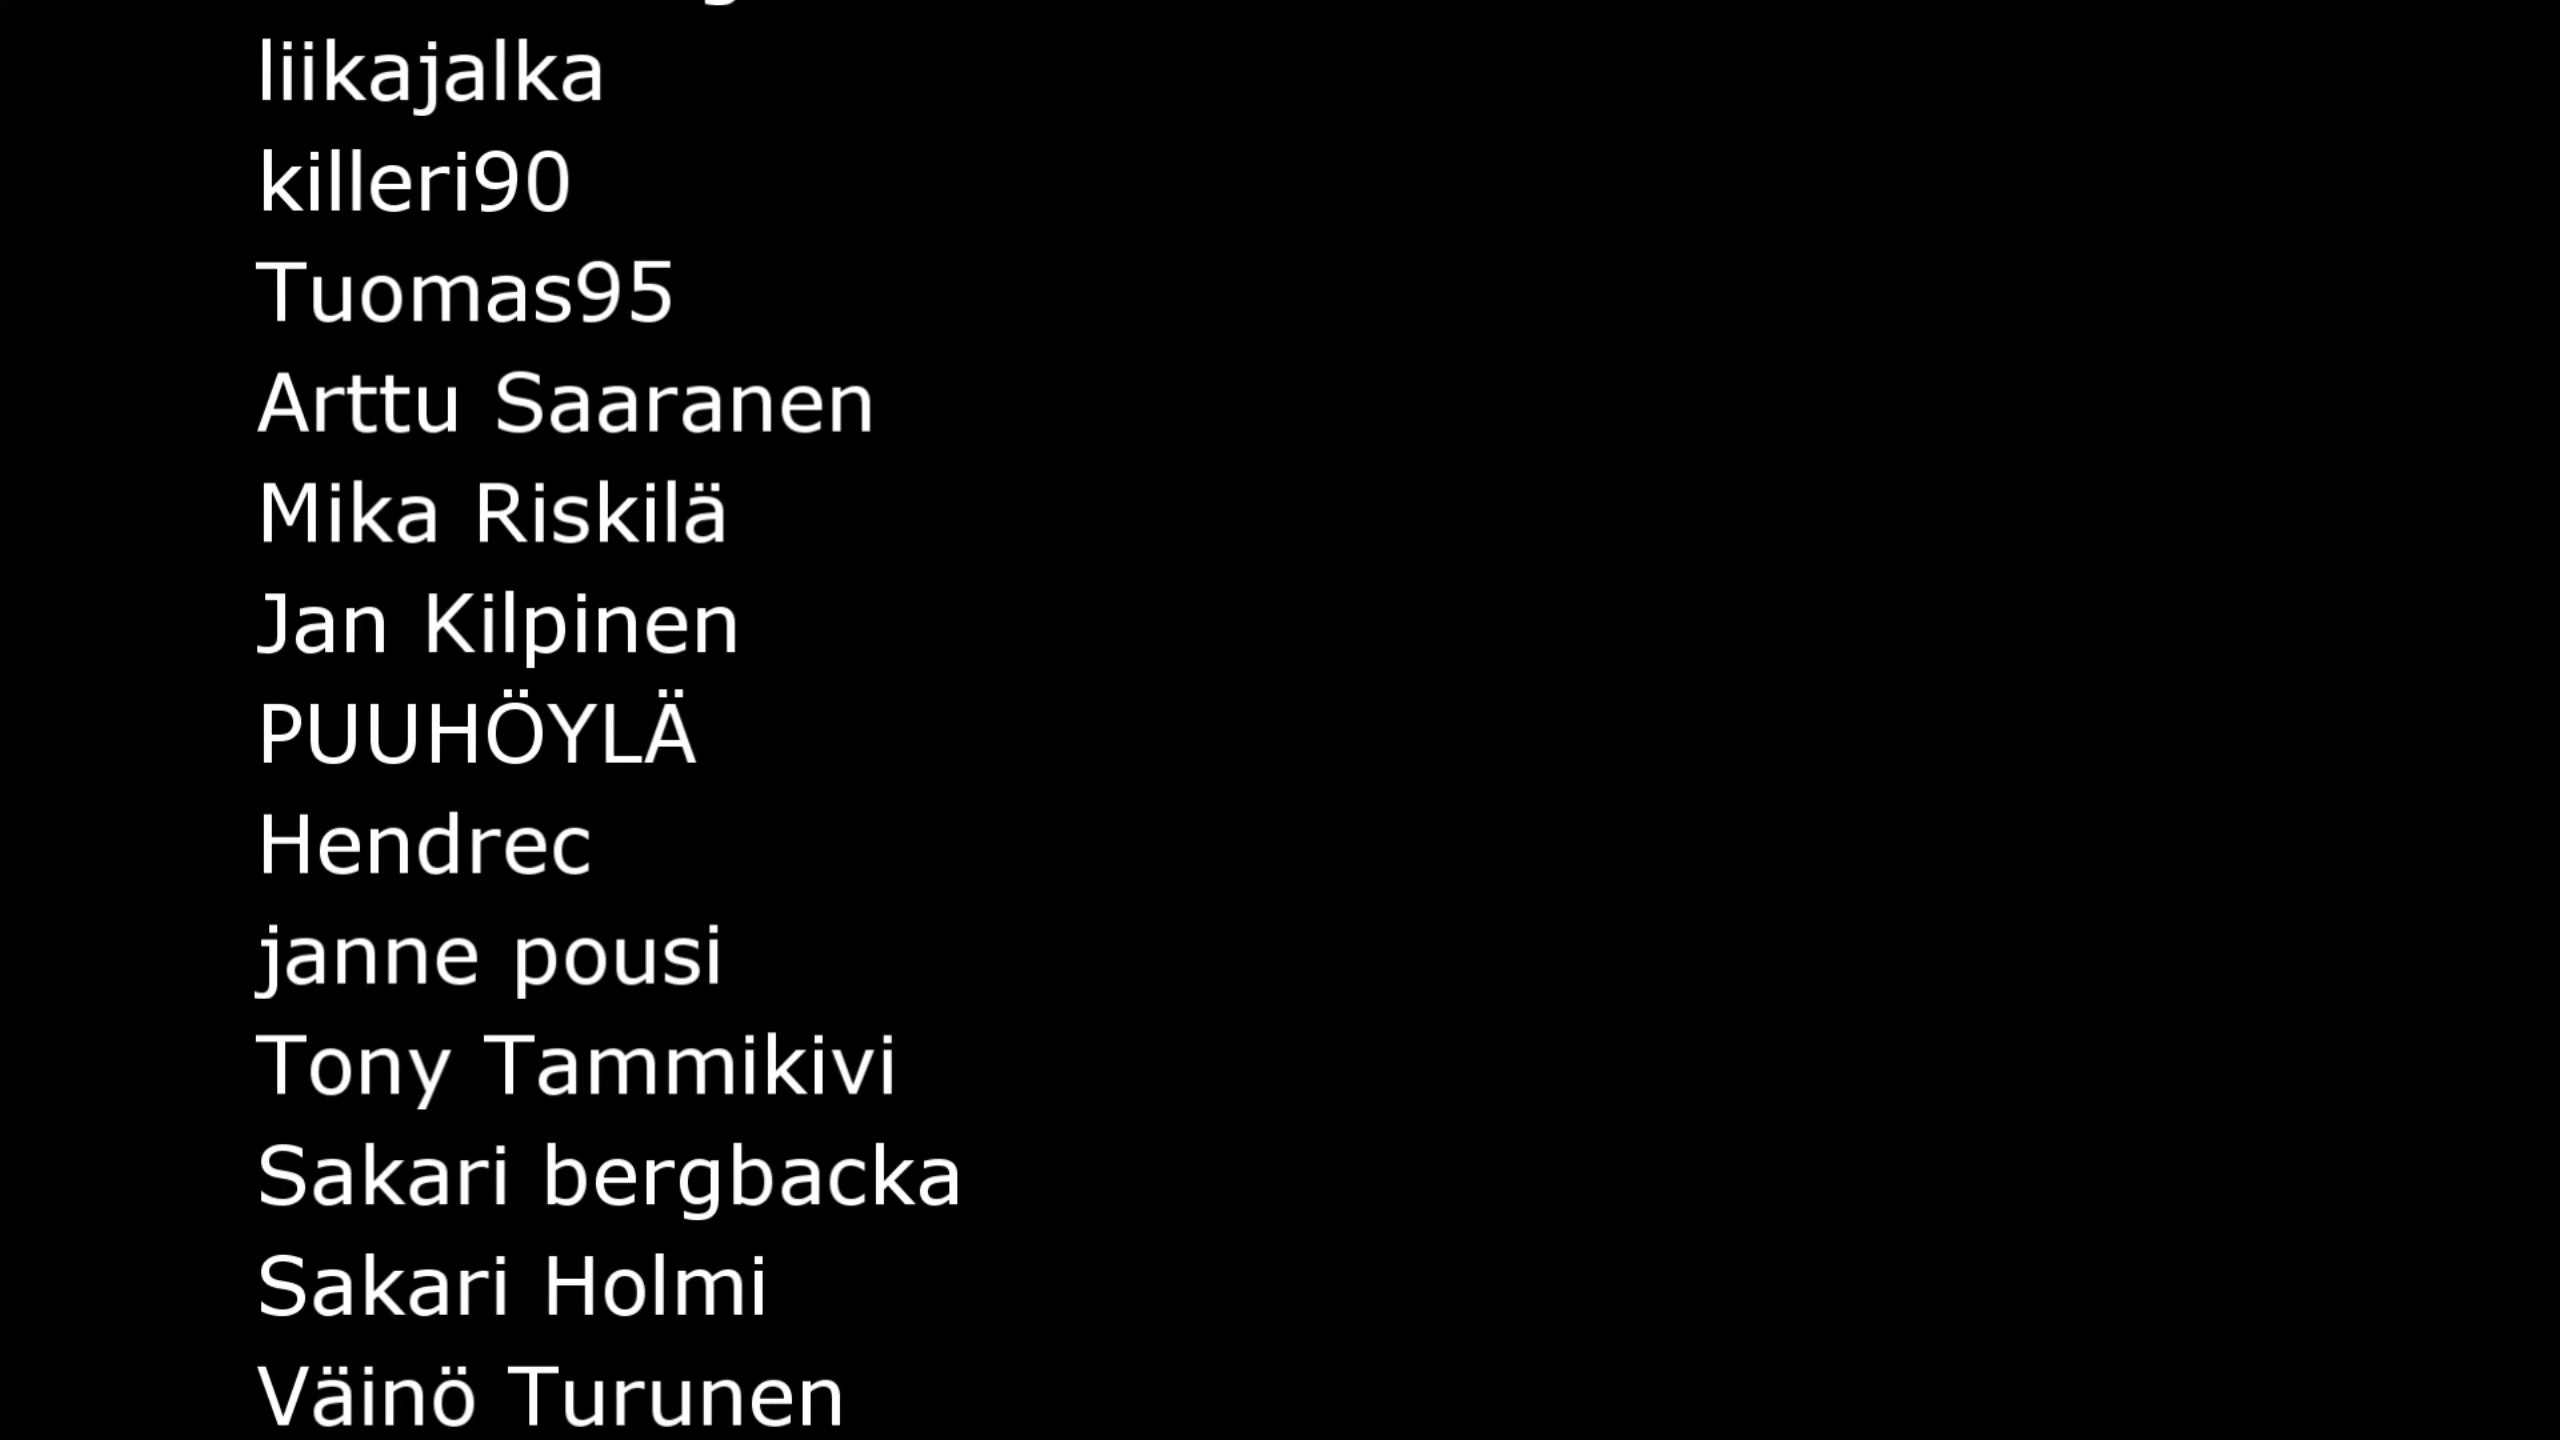 liikajalka
killeri90
Tuomas95
Arttu Saaranen
Mika Riskilä
Jan Kilpinen
PUUHÖYLÄ
Hendrec
janne pousi
Tony Tammikivi
Sakari bergbacka
Sakari Holmi
Väinö Turunen